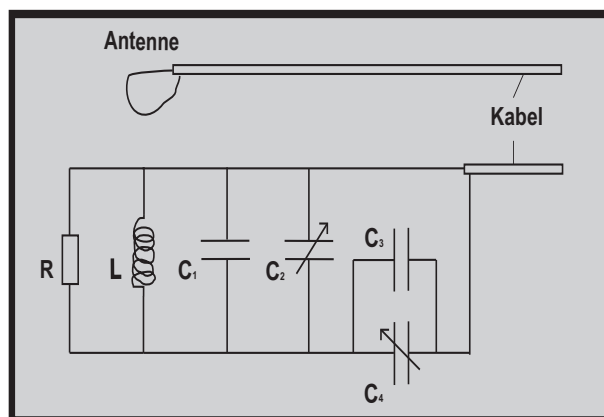 Antenne
Kabel
R
L
C₁
C₂
C₃
C₄